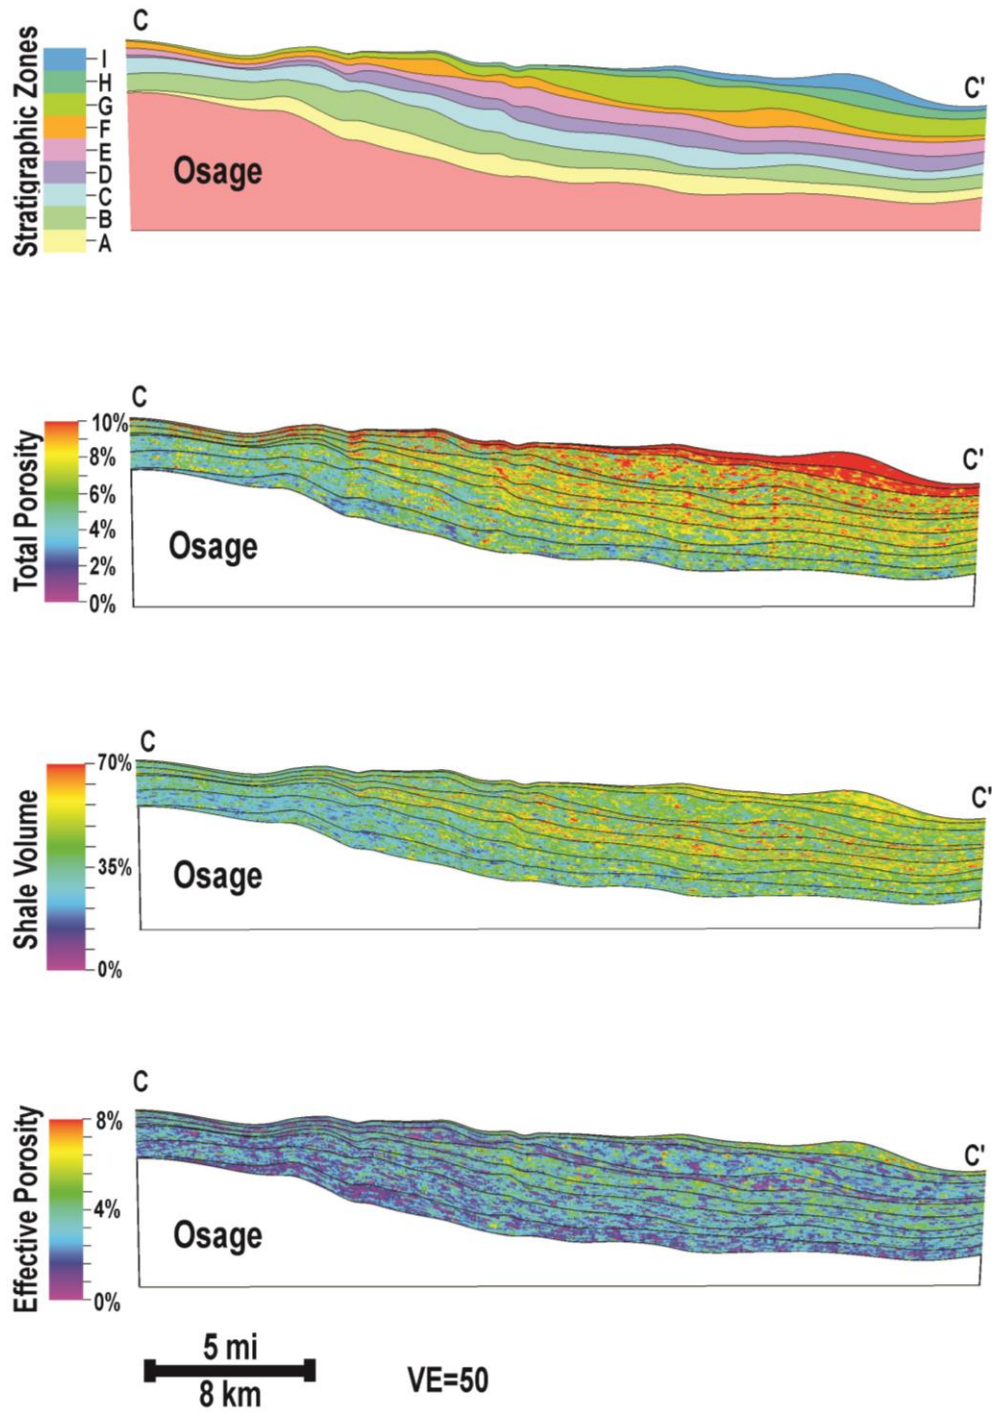 C
C'
Stratigraphic Zones
I
H
G
F
E
D
C
B
A
Osage
C
C'
Total Porosity
10%
8%
6%
4%
2%
0%
Osage
C
C'
Shale Volume
70%
35%
0%
Osage
C
C'
Effective Porosity
8%
4%
0%
Osage
5 mi
8 km
VE=50